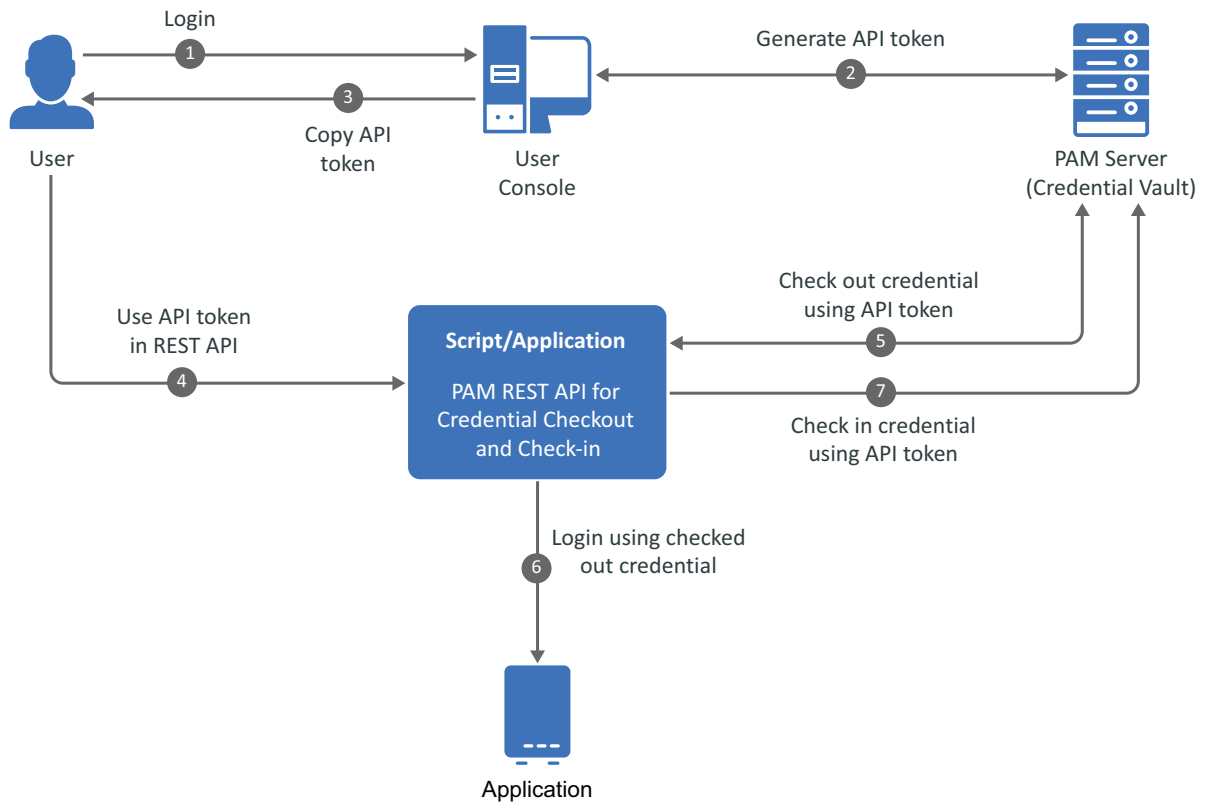 Login
1
Generate API token
2
3
Copy API
token
User
User
Console
PAM Server
(Credential Vault)
Use API token
in REST API
4
Script/Application
PAM REST API for
Credential Checkout
and Check-in
Check out credential
using API token
5
7
Check in credential
using API token
Login using checked
out credential
6
Application